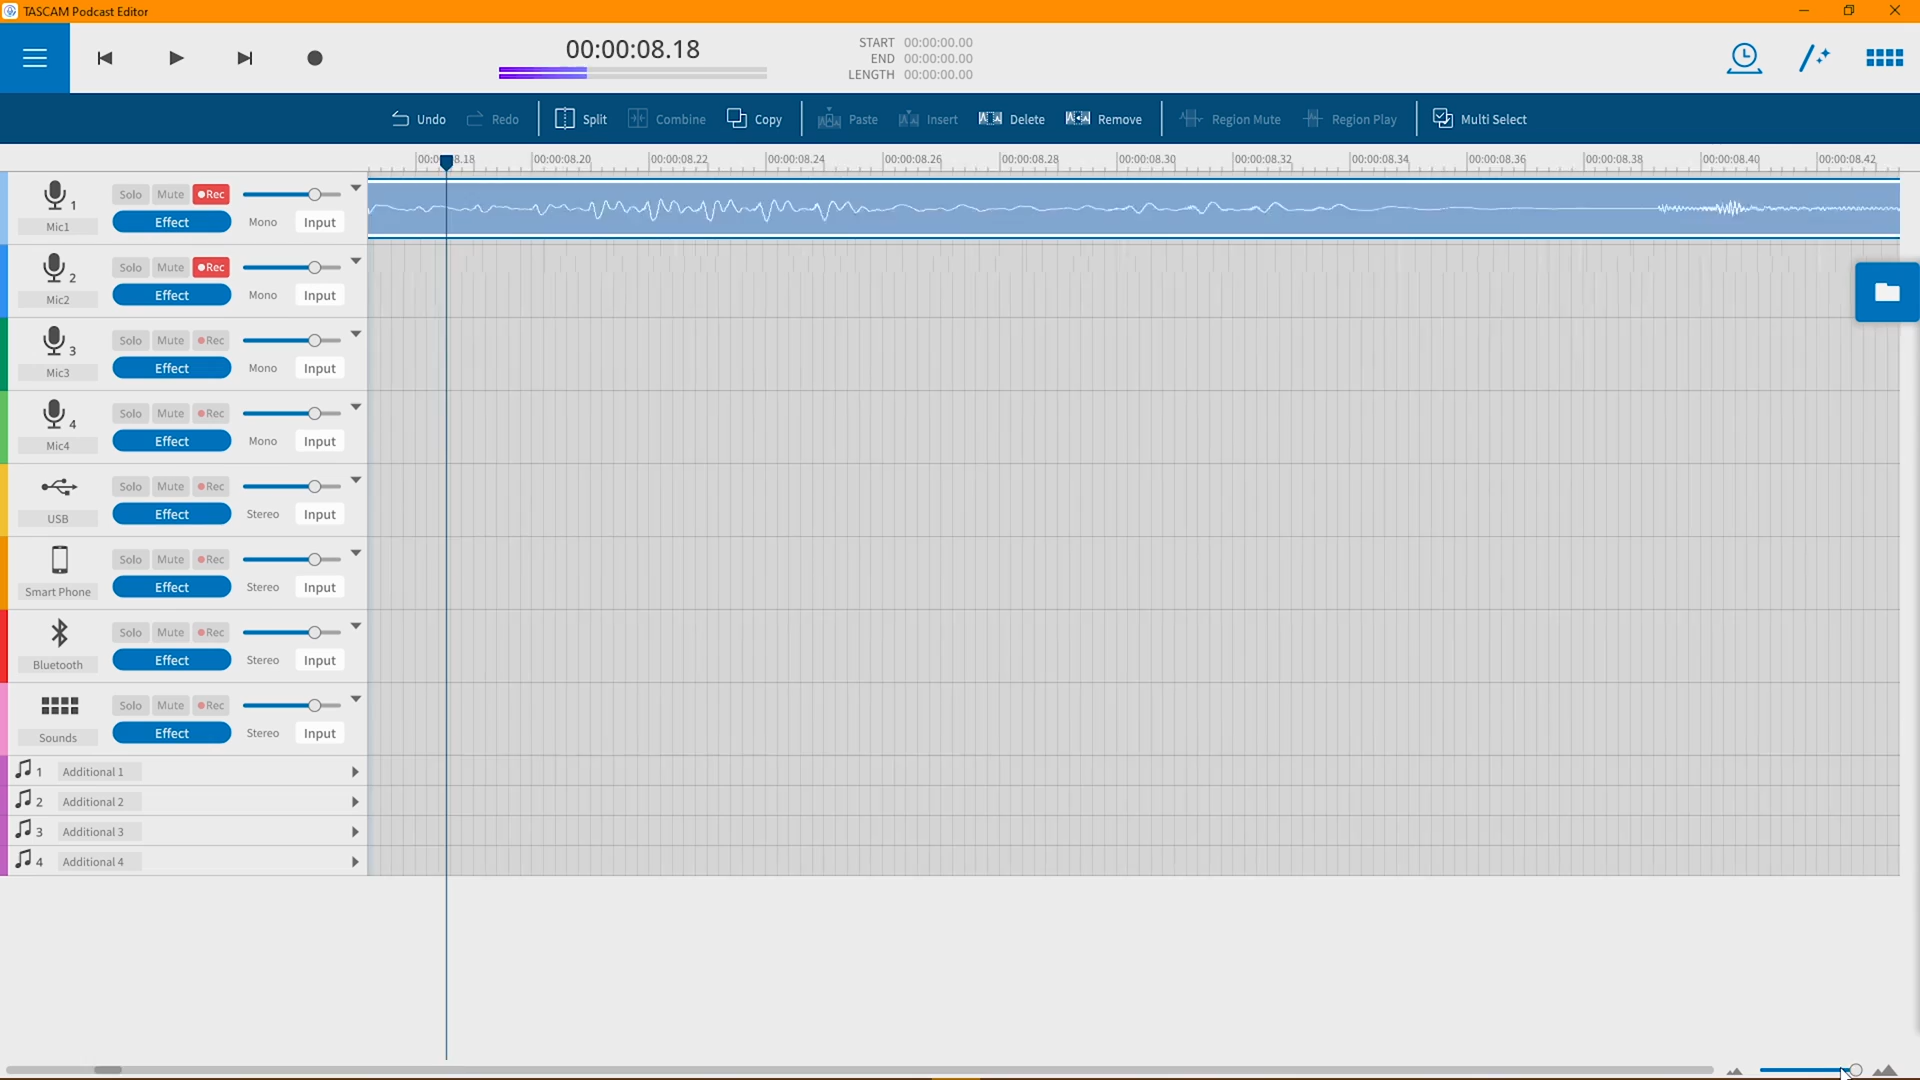 TASCAM Podcast Editor
00:00:08.18
START 00:00:00.00
END 00:00:00.00
LENGTH 00:00:00.00
Undo Redo Split Combine Copy Paste Insert Delete Remove Region Mute Region Play Multi Select
00:00:08.20 00:00:08.22 00:00:08.24 00:00:08.26 00:00:08.28 00:00:08.30 00:00:08.32 00:00:08.34 00:00:08.36 00:00:08.38 00:00:08.40 00:00:08.42
1 Solo Mute Rec
Mic1 Effect Mono Input
2 Solo Mute Rec
Mic2 Effect Mono Input
3 Solo Mute Rec
Mic3 Effect Mono Input
4 Solo Mute Rec
Mic4 Effect Mono Input
Solo Mute Rec
USB Effect Stereo Input
Solo Mute Rec
Smart Phone Effect Stereo Input
Solo Mute Rec
Bluetooth Effect Stereo Input
Solo Mute Rec
Sounds Effect Stereo Input
1 Additional 1
2 Additional 2
3 Additional 3
4 Additional 4